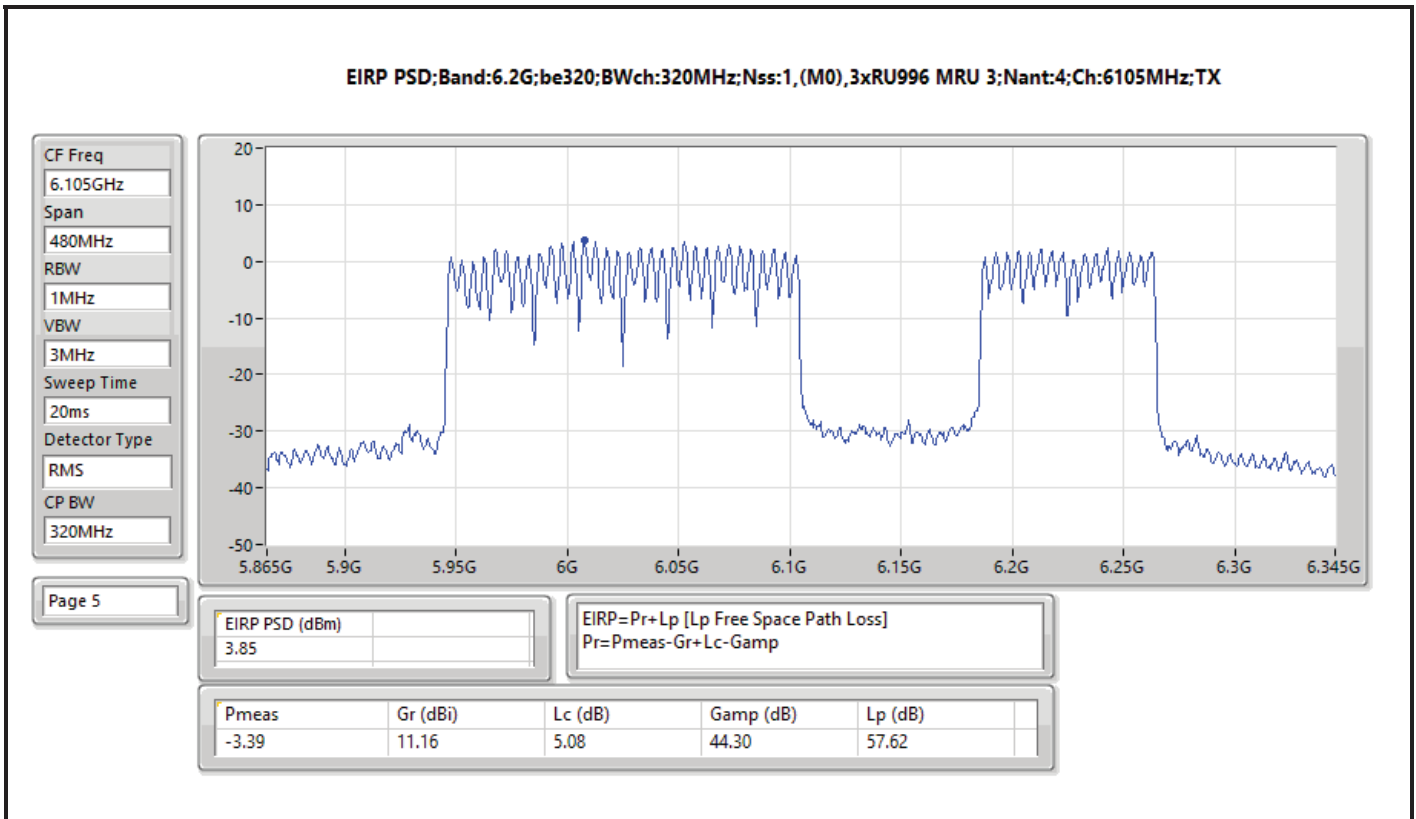 EIRP PSD;Band:6.2G;be320;BWch:320MHz;Nss:1,(M0),3xRU996 MRU 3;Nant:4;Ch:6105MHz;TX
CF Freq
6.105GHz
Span
480MHz
RBW
1MHz
VBW
3MHz
Sweep Time
20ms
Detector Type
RMS
CP BW
320MHz
Page 5
20
10
0
-10
-20
-30
-40
-50
5.865G 5.9G 5.95G 6G 6.05G 6.1G 6.15G 6.2G 6.25G 6.3G 6.345G
EIRP PSD (dBm)
3.85
EIRP=Pr+Lp [Lp Free Space Path Loss]
Pr=Pmeas-Gr+Lc-Gamp
Pmeas Gr (dBi) Lc (dB) Gamp (dB) Lp (dB)
-3.39 11.16 5.08 44.30 57.62